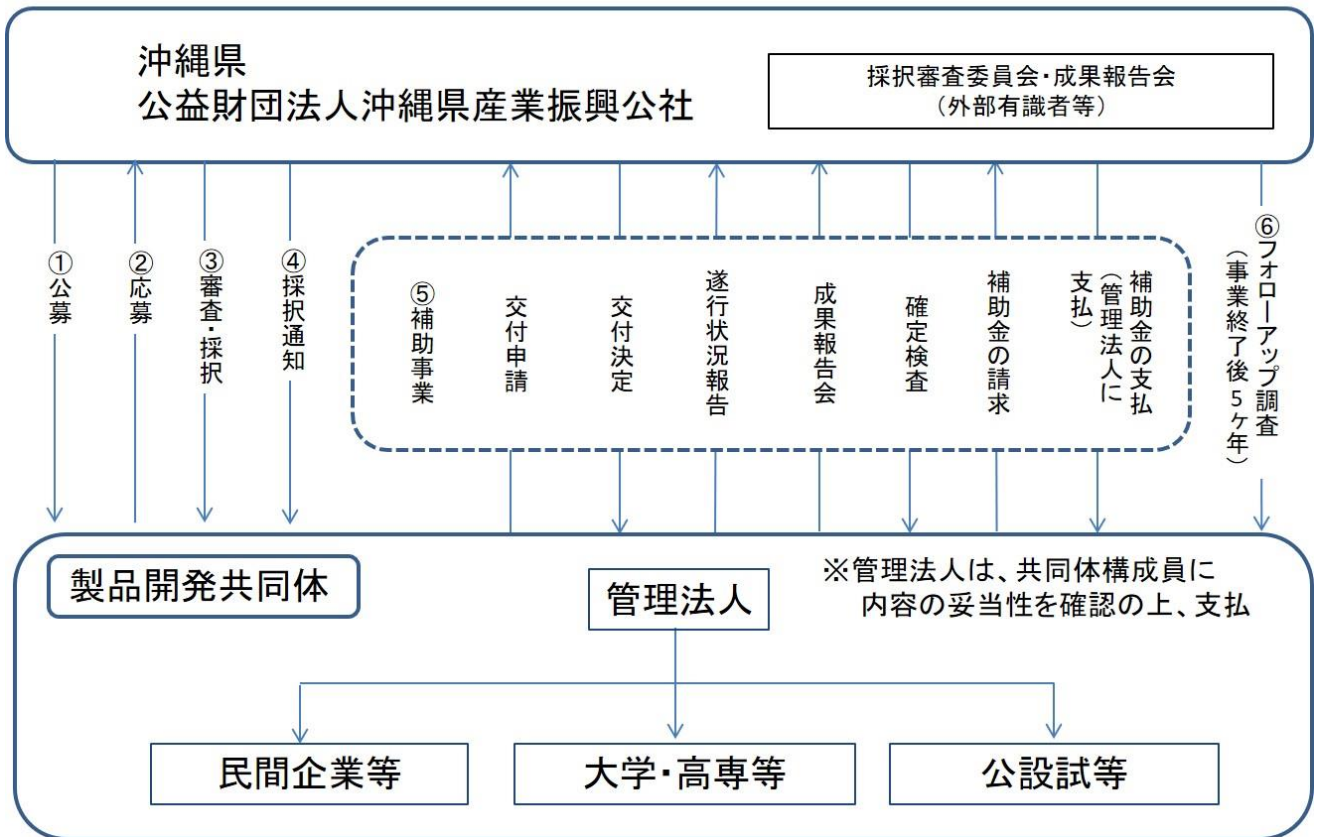 沖縄県
公益財団法人沖縄県産業振興公社
採択審査委員会・成果報告会
（外部有識者等）
①公募
②応募
③審査・採択
④採択通知
⑤補助事業
交付申請
交付決定
遂行状況報告
成果報告会
確定検査
補助金の請求
補助金の支払
（管理法人に
支払）
⑥フォローアップ調査
（事業終了後５ヶ年）
製品開発共同体
管理法人
※管理法人は、共同体構成員に
内容の妥当性を確認の上、支払
民間企業等
大学・高専等
公設試等